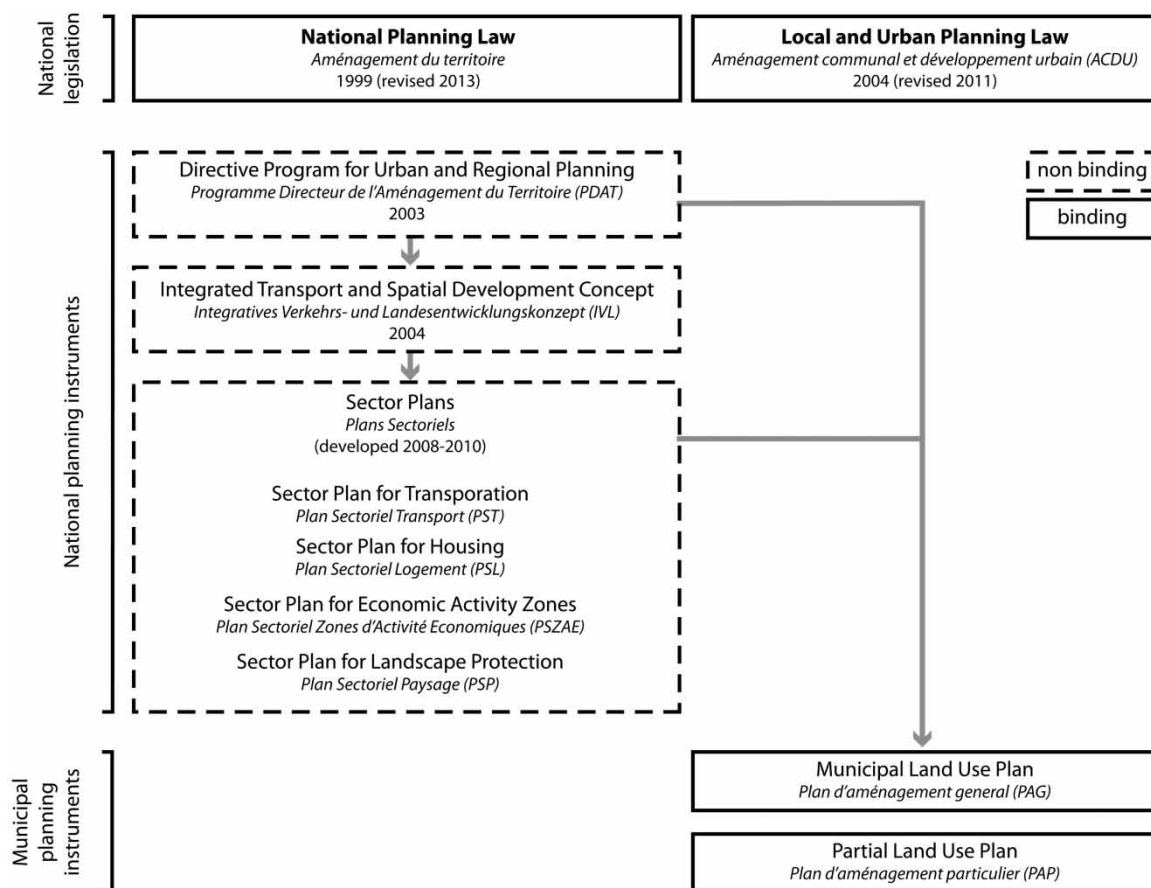 National
legislation
National Planning Law
Aménagement du territoire
1999 (revised 2013)
Local and Urban Planning Law
Aménagement communal et développement urbain (ACDU)
2004 (revised 2011)
National planning instruments
Directive Program for Urban and Regional Planning
Programme Directeur de l'Aménagement du Territoire (PDAT)
2003
non binding
binding
Integrated Transport and Spatial Development Concept
Integratives Verkehrs- und Landesentwicklungskonzept (IVL)
2004
Sector Plans
Plans Sectoriels
(developed 2008-2010)
Sector Plan for Transporation
Plan Sectoriel Transport (PST)
Sector Plan for Housing
Plan Sectoriel Logement (PSL)
Sector Plan for Economic Activity Zones
Plan Sectoriel Zones d'Activité Economiques (PSZAE)
Sector Plan for Landscape Protection
Plan Sectoriel Paysage (PSP)
Municipal
planning
instruments
Municipal Land Use Plan
Plan d'aménagement general (PAG)
Partial Land Use Plan
Plan d'aménagement particulier (PAP)